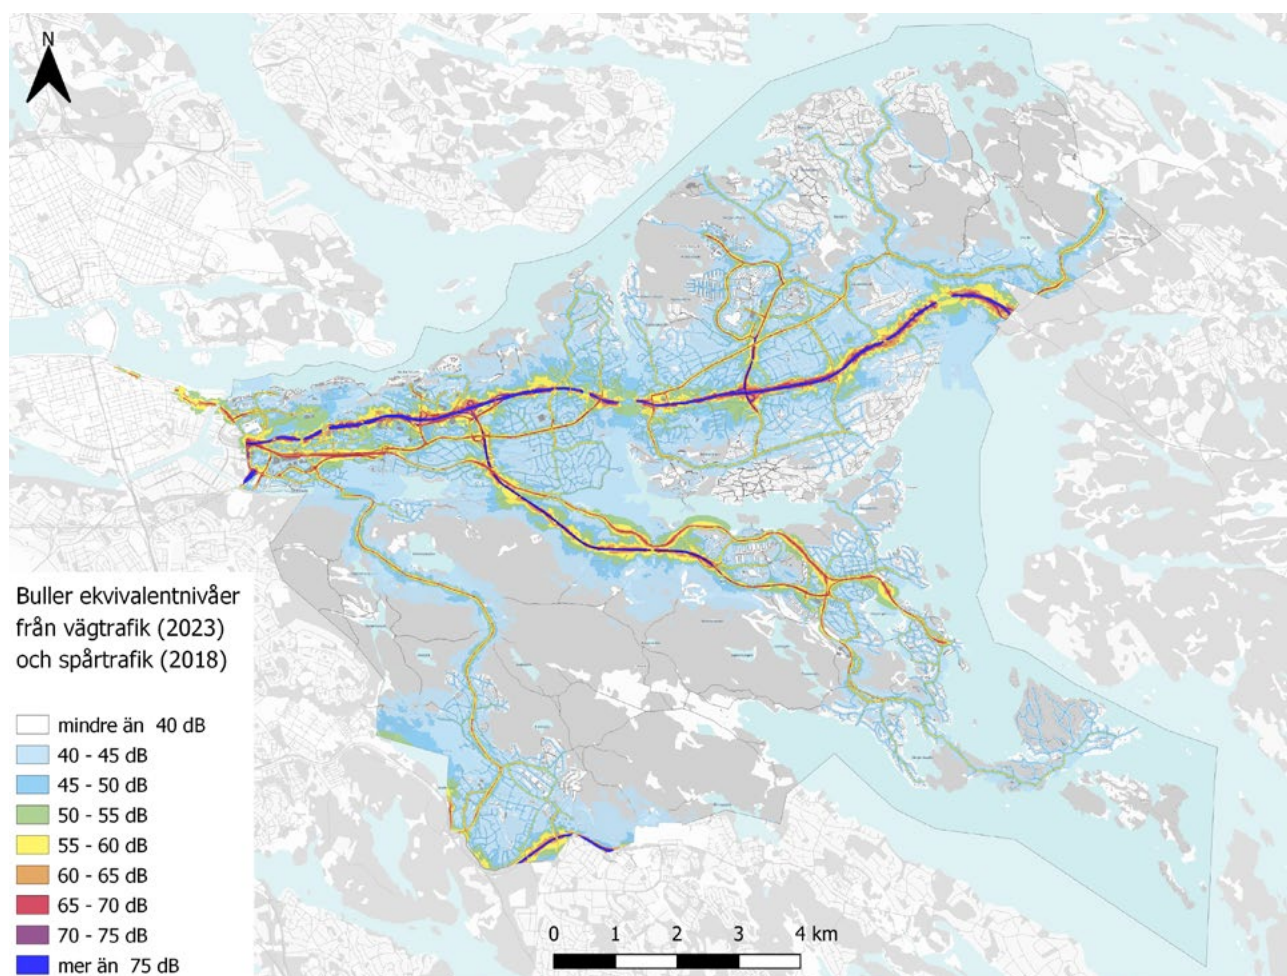 N
Buller ekvivalentnivåer
från vägtrafik (2023)
och spårtrafik (2018)
mindre än 40 dB
40 - 45 dB
45 - 50 dB
50 - 55 dB
55 - 60 dB
60 - 65 dB
65 - 70 dB
70 - 75 dB
mer än 75 dB
0 1 2 3 4 km